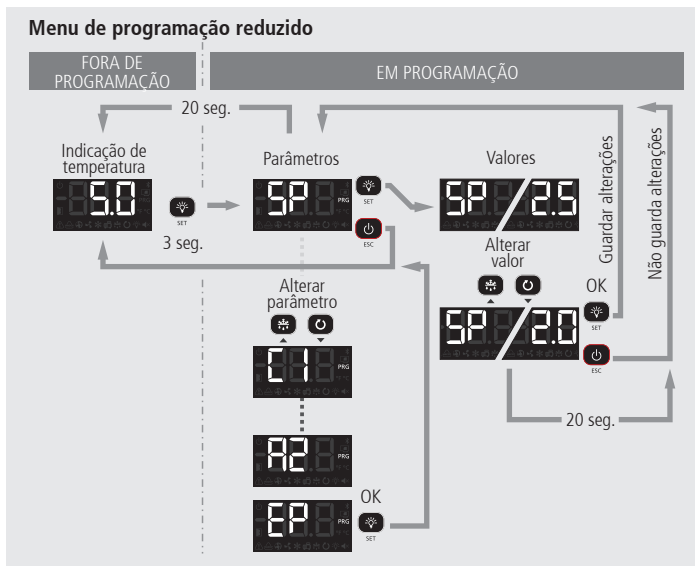 Menu de programação reduzido
FORA DE
PROGRAMAÇÃO
EM PROGRAMAÇÃO
20 seg.
Indicação de
temperatura
Parâmetros
Valores
Guardar alterações
Não guarda alterações
5.0
SET
3 seg.
SP
PRG
SET
ESC
SP
2.5
Alterar
valor
Alterar
parâmetro
SP
2.0
OK
SET
ESC
C1
PRG
20 seg.
A2
PRG
EP
PRG
OK
SET